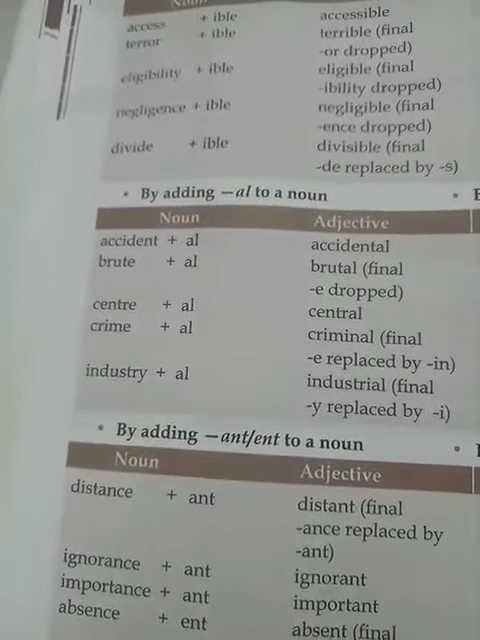 Noun
access + ible accessible
terror + ible terrible (final
-or dropped)
eligibility + ible eligible (final
-ibility dropped)
negligence + ible negligible (final
-ence dropped)
divide + ible divisible (final
-de replaced by -s)
• By adding —al to a noun •
Noun Adjective
accident + al accidental
brute + al brutal (final
-e dropped)
centre + al central
crime + al criminal (final
-e replaced by -in)
industry + al industrial (final
-y replaced by -i)
• By adding —ant/ent to a noun •
Noun Adjective
distance + ant distant (final
-ance replaced by
-ant)
ignorance + ant ignorant
importance + ant important
absence + ent absent (final